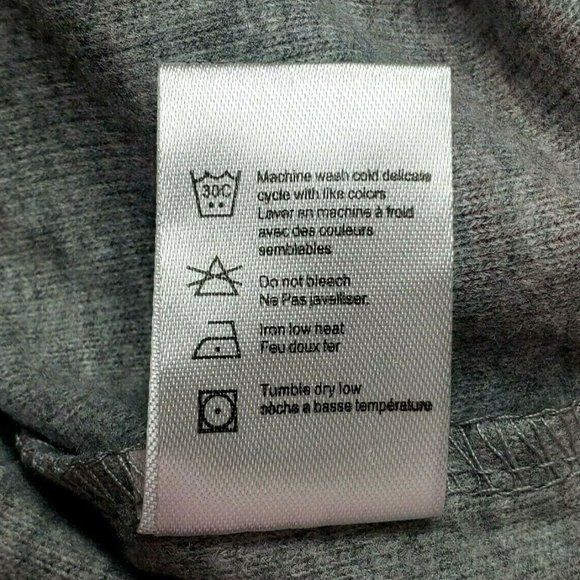 30C
Machine wash cold delicate
cycle with like colors
Laver en machine à froid
avec des couleurs
semblables
Do not bleach
Ne Pas javelliser.
Iron low heat
Feu doux fer
Tumble dry low
sèche a basse température